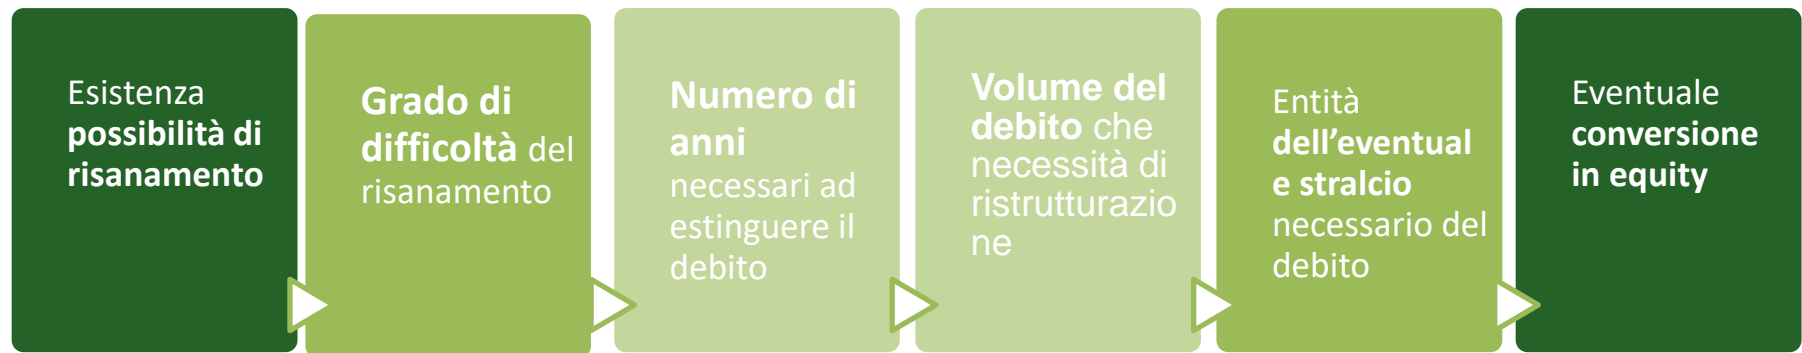 Esistenza
possibilità di
risanamento
Grado di
difficoltà del
risanamento
Numero di
anni
necessari ad
estinguere il
debito
Volume del
debito che
necessità di
ristrutturazio
ne
Entità
dell’eventual
e stralcio
necessario del
debito
Eventuale
conversione
in equity